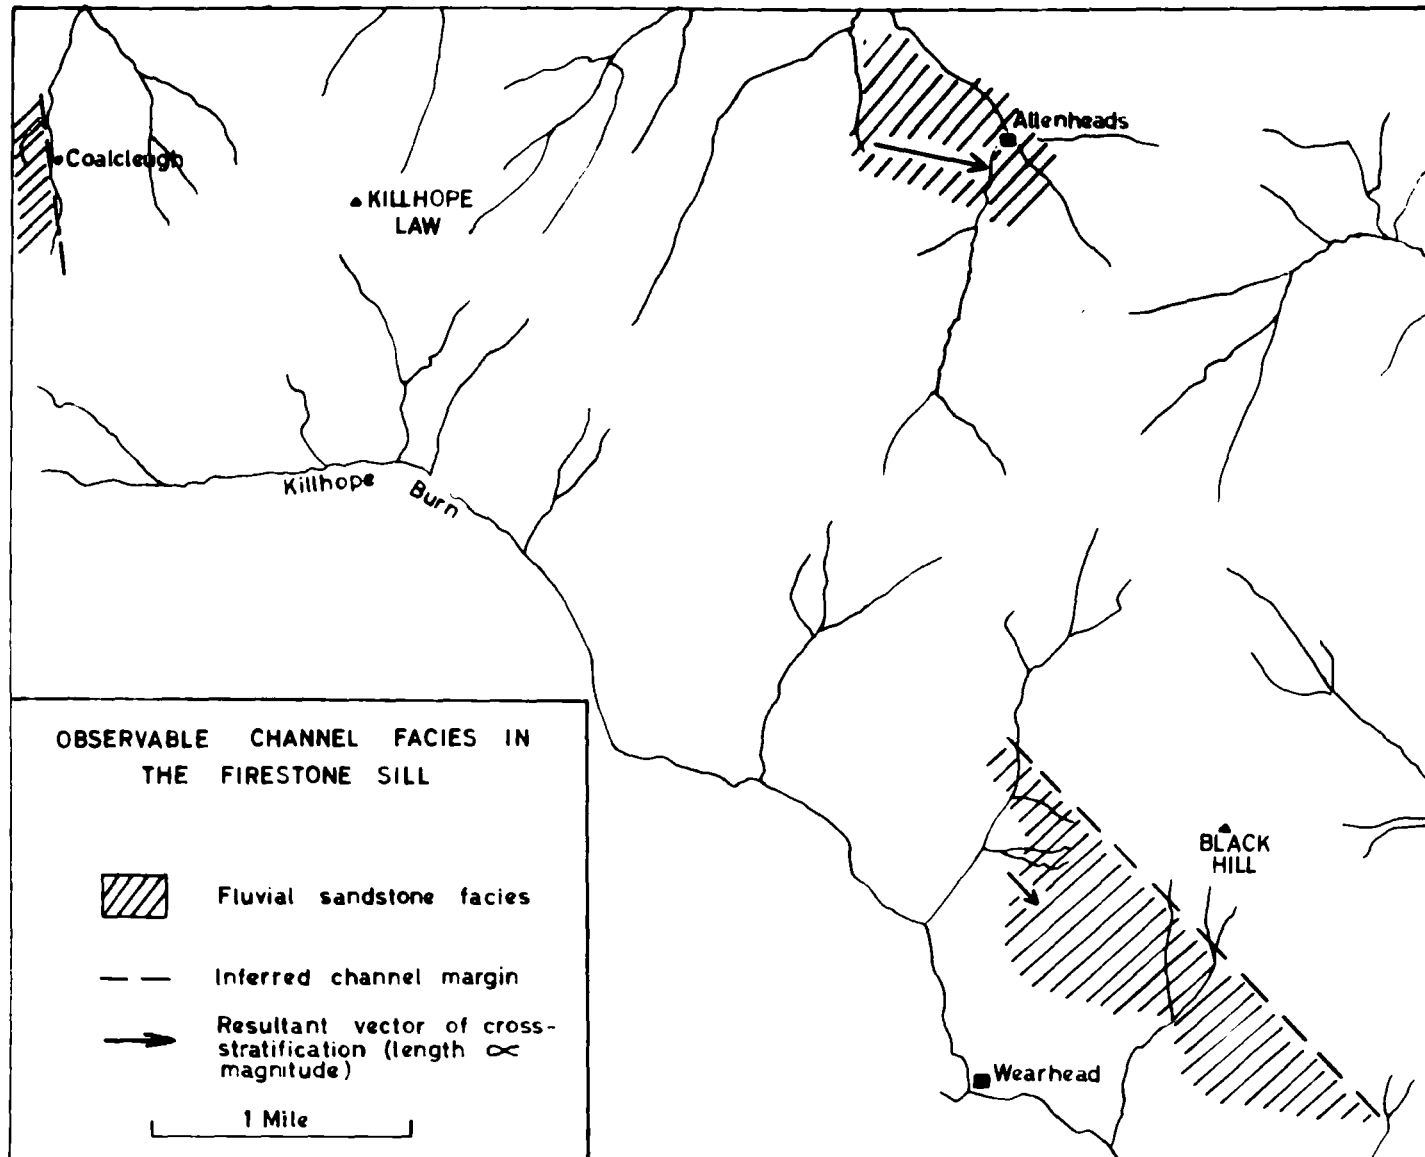 Allenheads
Coalcleugh
KILLHOPE
LAW
Killhope Burn
BLACK
HILL
Wearhead
OBSERVABLE CHANNEL FACIES IN
THE FIRESTONE SILL
Fluvial sandstone facies
Inferred channel margin
Resultant vector of cross-
stratification (length ∝
magnitude)
1 Mile